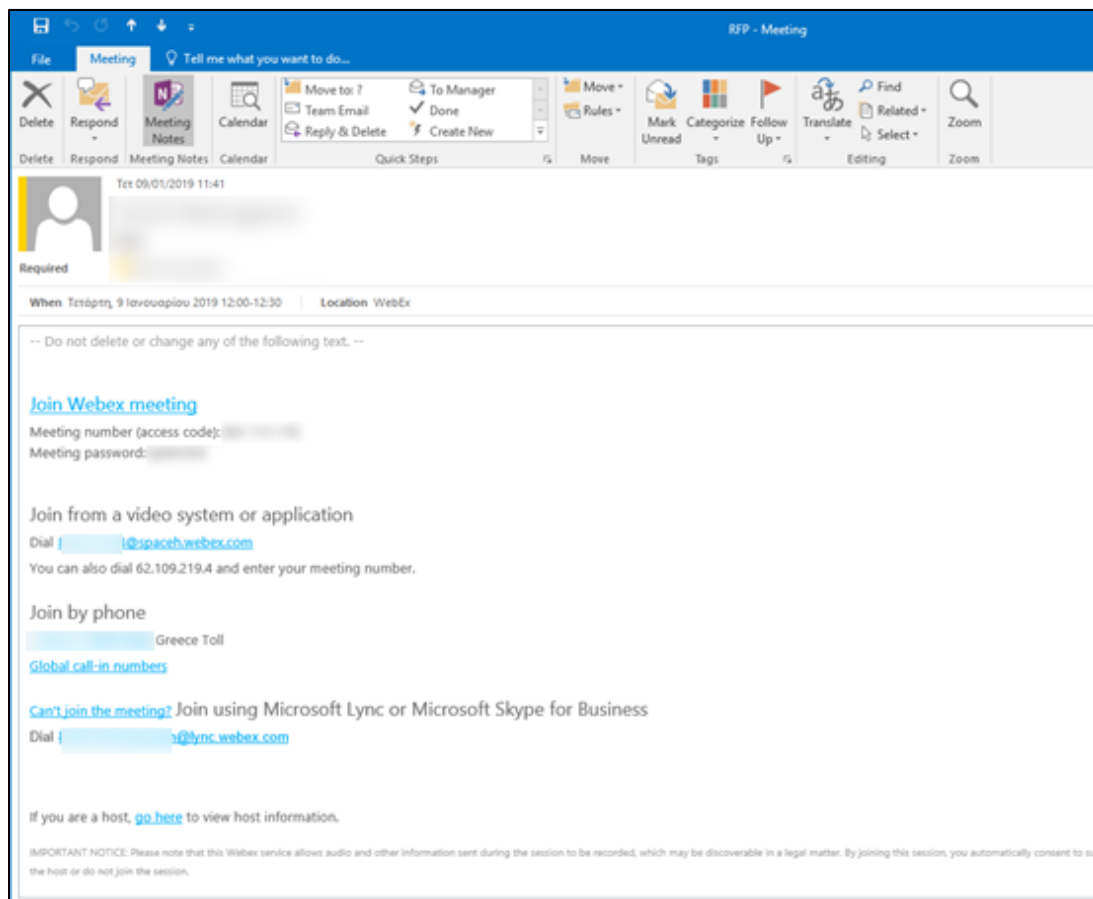 RFP - Meeting
File Meeting Tell me what you want to do...
Delete Respond Meeting Notes Calendar
Move to: ? To Manager
Team Email Done
Reply & Delete Create New
Move
Rules
Mark Unread Categorize Follow Up
Translate
Find
Related
Select
Zoom
Delete Respond Meeting Notes Calendar Quick Steps Move Tags Editing Zoom
Τετ 09/01/2019 11:41
Required
When Τετάρτη, 9 Ιανουαρίου 2019 12:00-12:30 Location WebEx
-- Do not delete or change any of the following text. --
Join Webex meeting
Meeting number (access code):
Meeting password:
Join from a video system or application
Dial @spaceh.webex.com
You can also dial 62.109.219.4 and enter your meeting number.
Join by phone
Greece Toll
Global call-in numbers
Can't join the meeting? Join using Microsoft Lync or Microsoft Skype for Business
Dial @lync.webex.com
If you are a host, go here to view host information.
IMPORTANT NOTICE: Please note that this Webex service allows audio and other information sent during the session to be recorded, which may be discoverable in a legal matter. By joining this session, you automatically consent to su
the host or do not join the session.